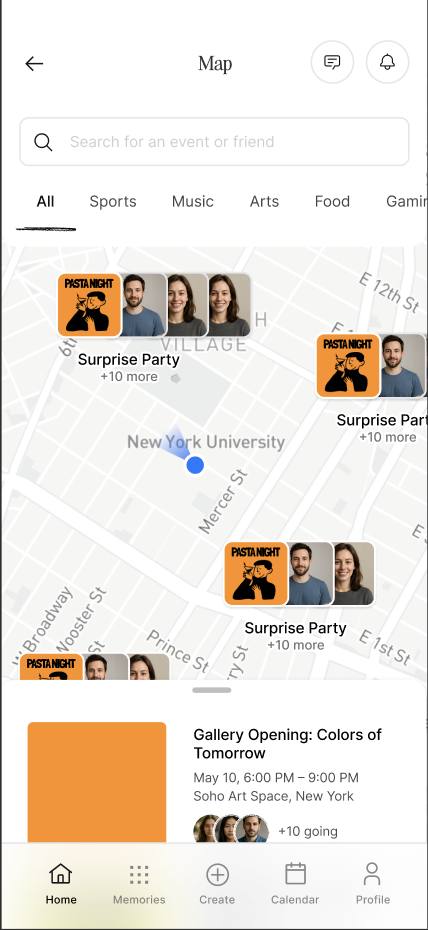 Map
Search for an event or friend
All Sports Music Arts Food Gamin
E 12th St
PASTA NIGHT
H
VILLAGE
6th
Surprise Party
+10 more
PASTA NIGHT
Surprise Part
+10 more
New York University
Mercer St
PASTA NIGHT
Surprise Party
+10 more
W Broadway
Wooster St
St
Prince St
E 1st St
PASTA NIGHT
Gallery Opening: Colors of
Tomorrow
May 10, 6:00 PM – 9:00 PM
Soho Art Space, New York
+10 going
Home Memories Create Calendar Profile